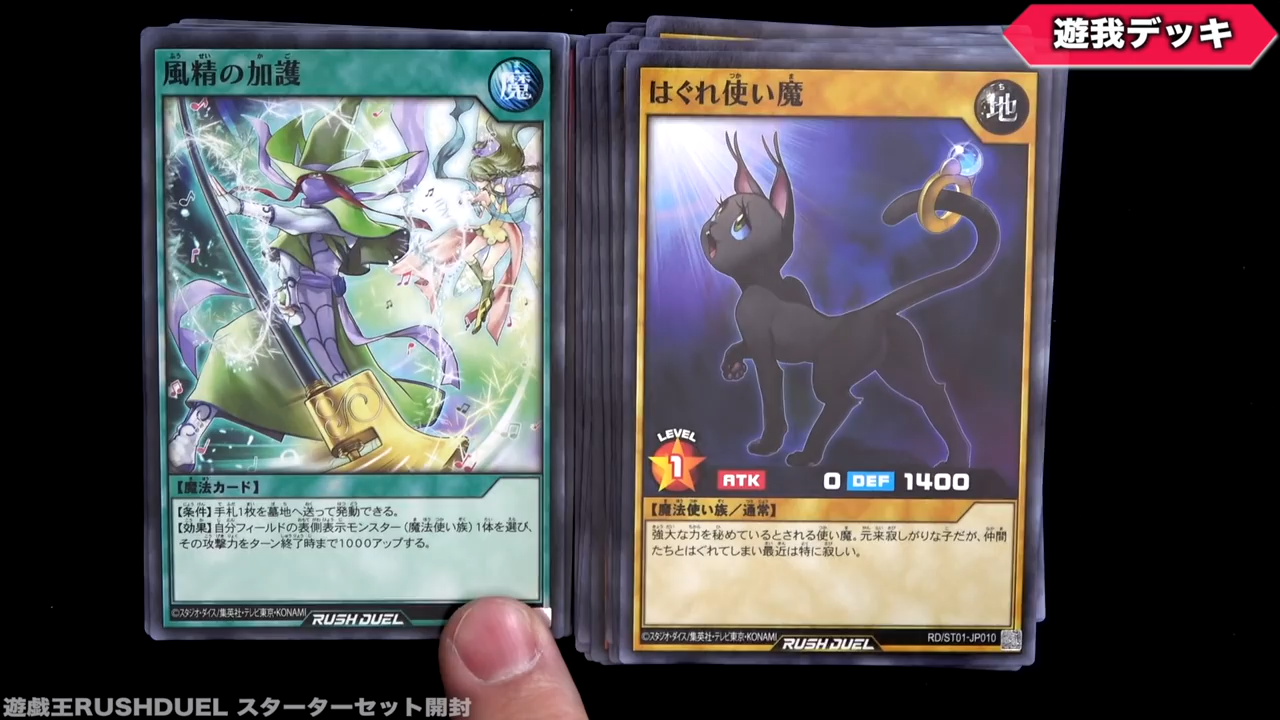 遊我デッキ
風精の加護
魔
【魔法カード】
【条件】手札1枚を墓地へ送って発動できる。
【効果】自分フィールドの表側表示モンスター(魔法使い族)1体を選び、
その攻撃力をターン終了時まで1000アップする。
©スタジオ・ダイス/集英社・テレビ東京・KONAMI
RUSH DUEL
はぐれ使い魔
地
LEVEL
1
ATK 0 DEF 1400
【魔法使い族／通常】
強大な力を秘めているとされる使い魔。元来寂しがりな子だが、仲間
たちとはぐれてしまい最近は特に寂しい。
©スタジオ・ダイス/集英社・テレビ東京・KONAMI
RUSH DUEL
RD/ST01-JP010
遊戯王RUSHDUEL スターターセット開封